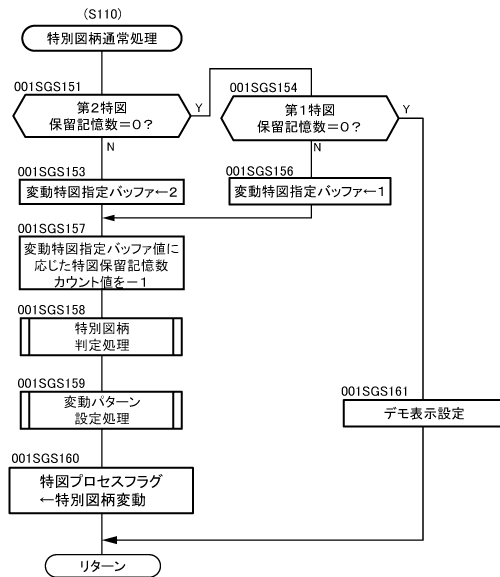 (S110)
特別図柄通常処理
001SGS151
第2特図
保留記憶数＝0？
Y
N
001SGS154
第1特図
保留記憶数＝0？
Y
N
001SGS153
変動特図指定バッファ←2
001SGS156
変動特図指定バッファ←1
001SGS157
変動特図指定バッファ値に
応じた特図保留記憶数
カウント値を－1
001SGS158
特別図柄
判定処理
001SGS159
変動パターン
設定処理
001SGS161
デモ表示設定
001SGS160
特図プロセスフラグ
←特別図柄変動
リターン